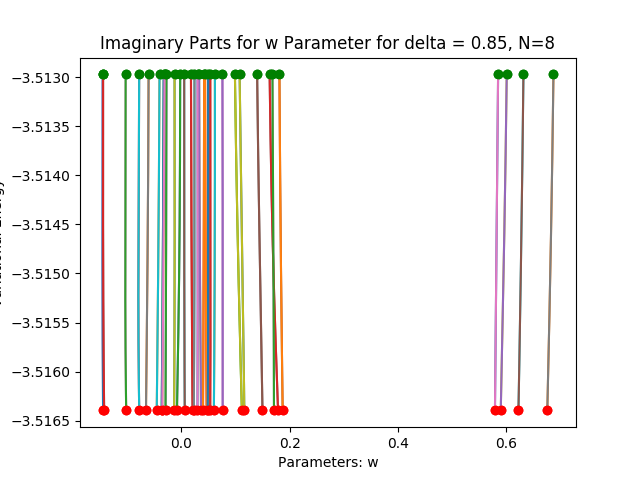 Imaginary Parts for w Parameter for delta = 0.85, N=8
−3.5130
−3.5135
−3.5140
−3.5145
−3.5150
−3.5155
−3.5160
−3.5165
0.0 0.2 0.4 0.6
Parameters: w